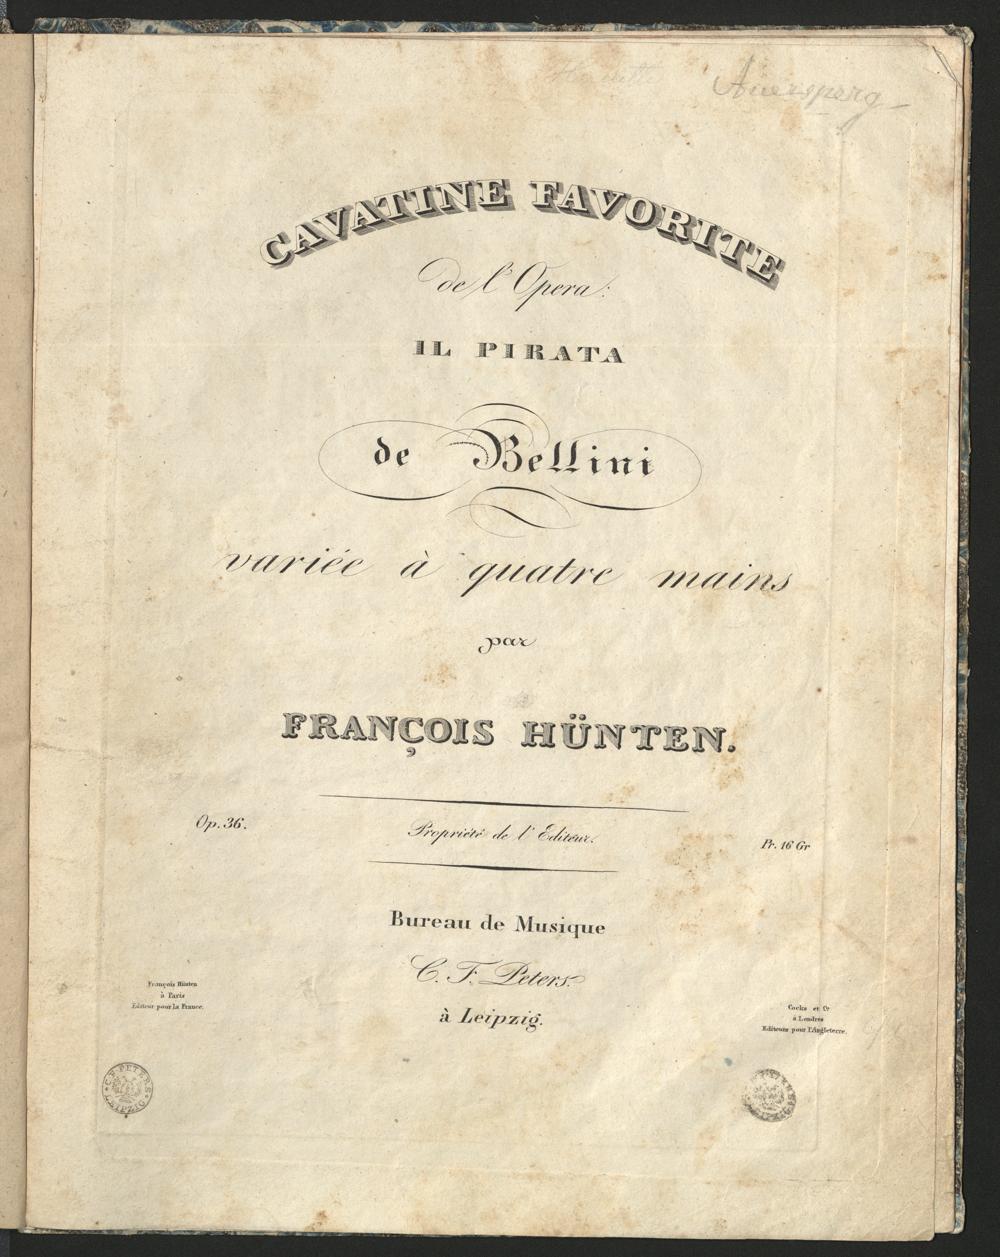 Auersperg
CAVATINE FAVORITE
de l'Opera:
IL PIRATA
de Bellini
variée à quatre mains
par
FRANÇOIS HÜNTEN.
Op. 36.
Propriété de l'Editeur.
Pr. 16 Gr
Bureau de Musique
C. F. Peters.
à Leipzig.
François Hünten
à Paris
Editeur pour la France.
Cocks et Co
à Londres
Editeurs pour l'Angleterre.
C. F. PETERS
LEIPZIG